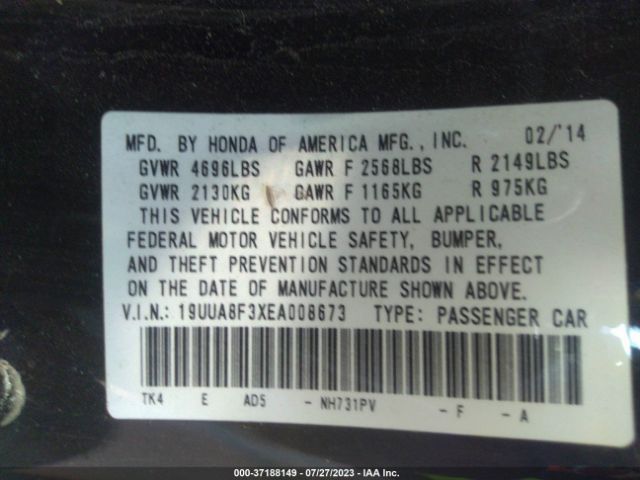 MFD. BY HONDA OF AMERICA MFG., INC. 02/'14
GVWR 4696LBS GAWR F 2568LBS R 2149LBS
GVWR 2130KG GAWR F 1165KG R 975KG
THIS VEHICLE CONFORMS TO ALL APPLICABLE
FEDERAL MOTOR VEHICLE SAFETY, BUMPER,
AND THEFT PREVENTION STANDARDS IN EFFECT
ON THE DATE OF MANUFACTURE SHOWN ABOVE.
V.I.N.: 19UUA8F3XEA008673 TYPE: PASSENGER CAR
TK4 E AD5 - NH731PV - F - A
000-37188149 - 07/27/2023 - IAA Inc.